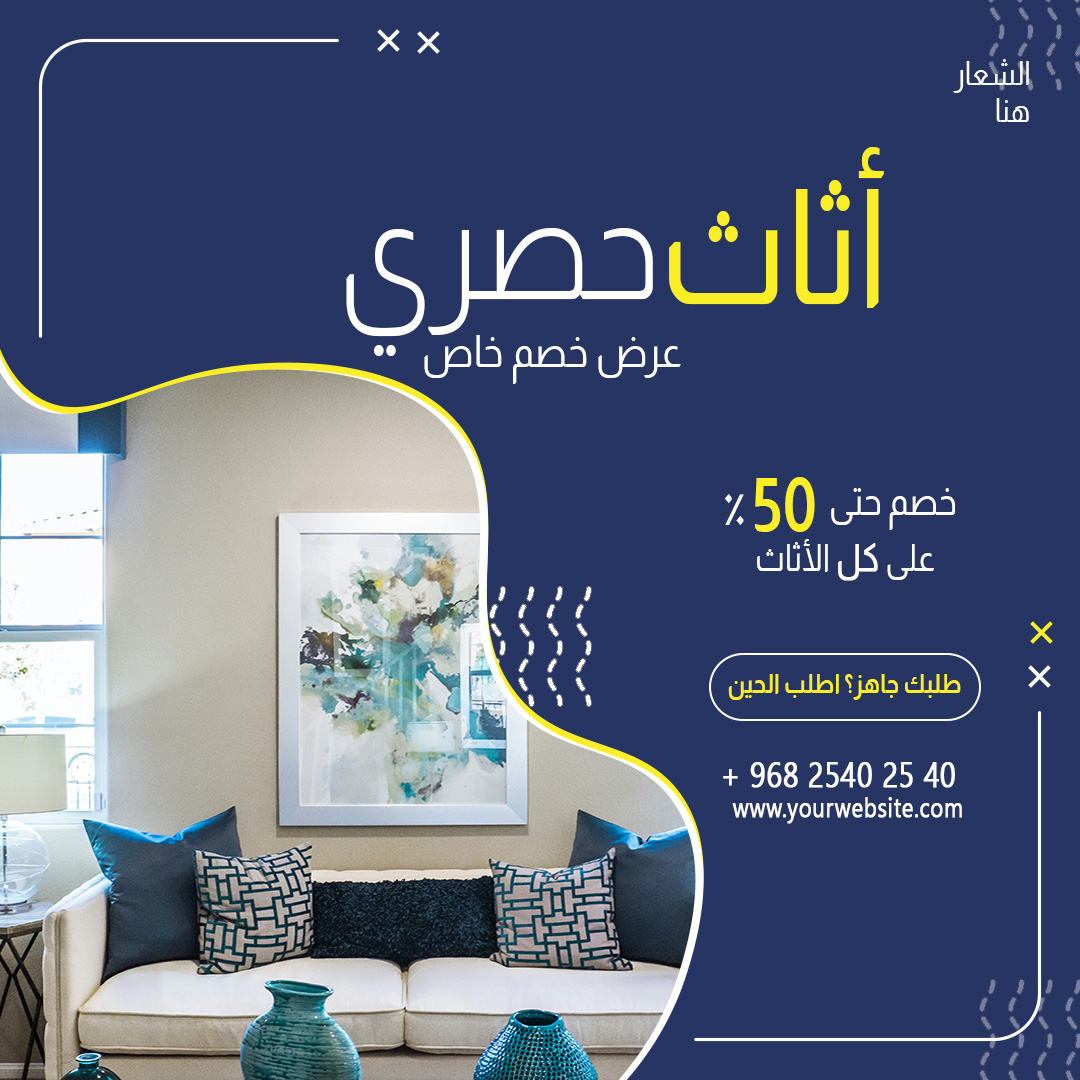 الشعار
هنا
أثاث حصري
عرض خصم خاص
خصم حتى 50٪
على كل الأثاث
طلبك جاهز؟ اطلب الحين
+ 968 2540 25 40
www.yourwebsite.com